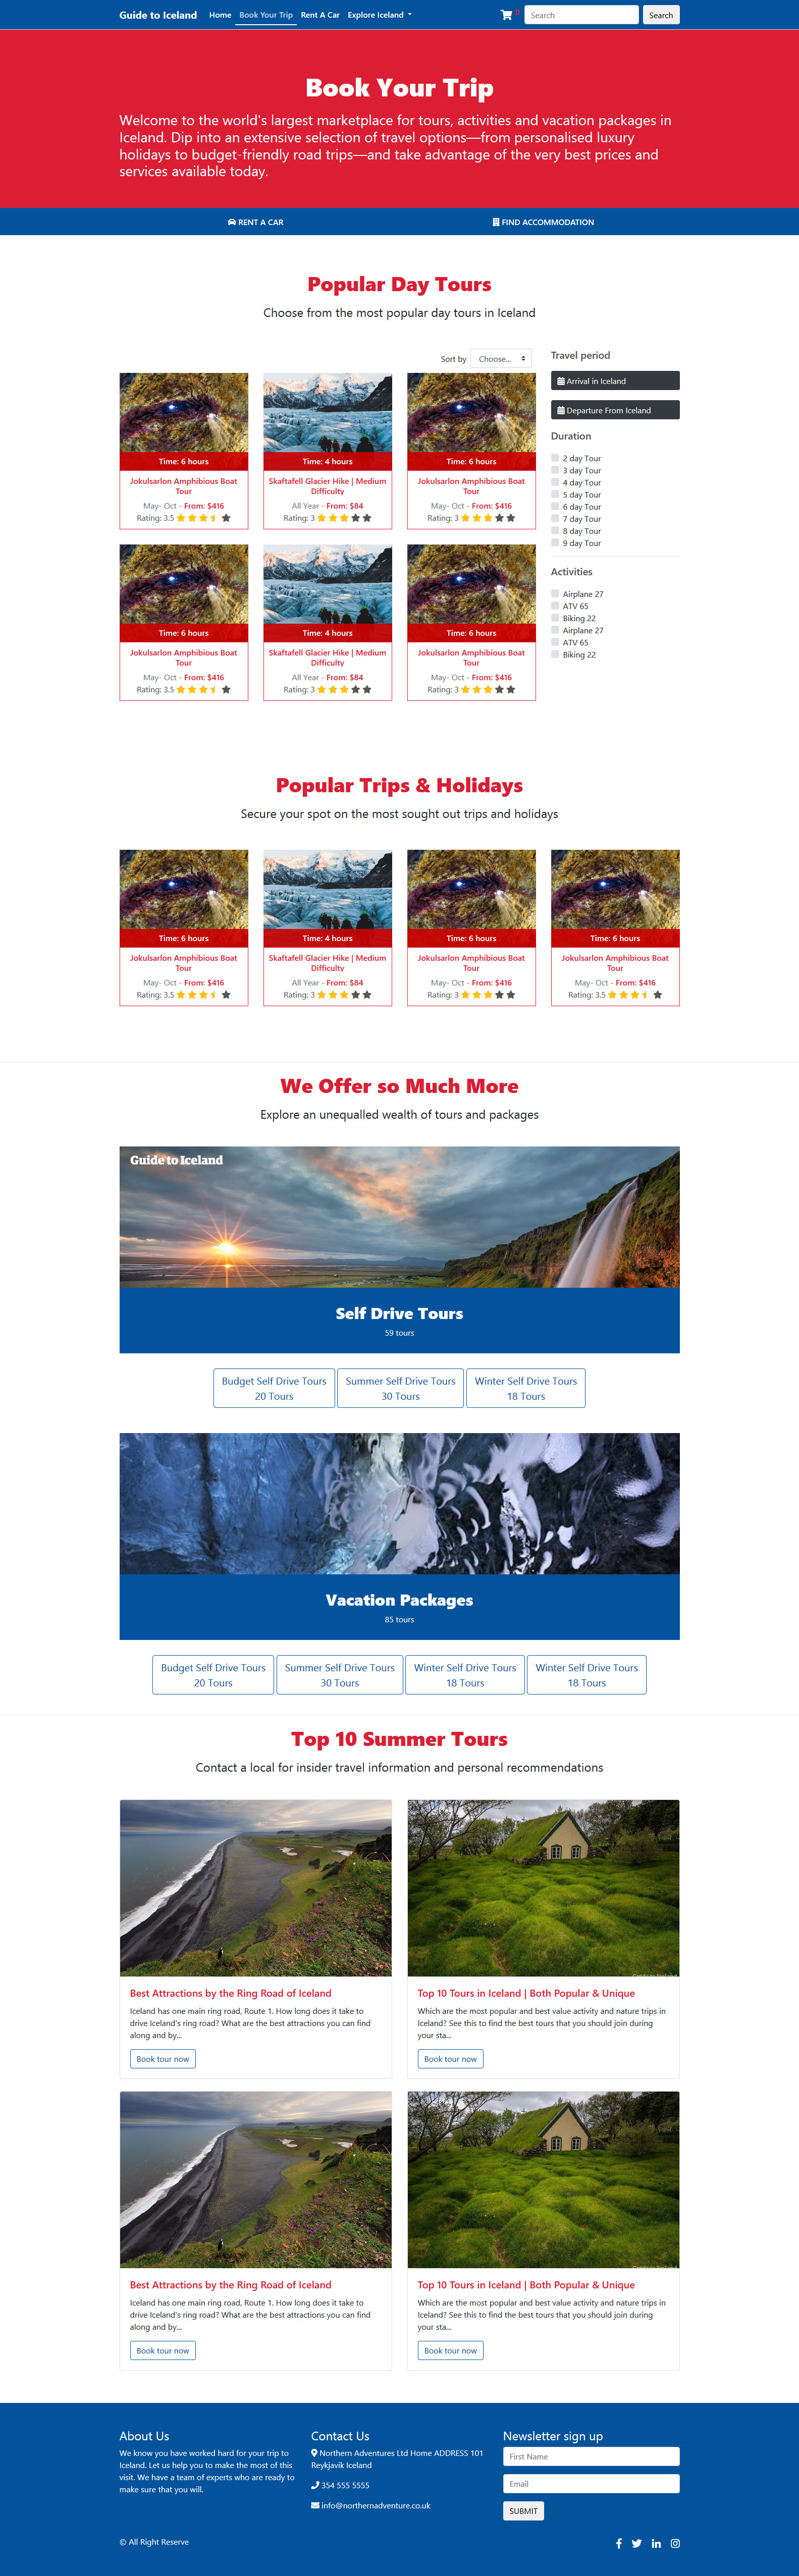 Guide to Iceland Home Book Your Trip Rent A Car Explore Iceland 0 Search Search
Book Your Trip
Welcome to the world's largest marketplace for tours, activities and vacation packages in
Iceland. Dip into an extensive selection of travel options—from personalised luxury
holidays to budget-friendly road trips—and take advantage of the very best prices and
services available today.
RENT A CAR FIND ACCOMMODATION
Popular Day Tours
Choose from the most popular day tours in Iceland
Sort by Choose...
Time: 6 hours
Jokulsarlon Amphibious Boat
Tour
May- Oct - From: $416
Rating: 3.5
Time: 4 hours
Skaftafell Glacier Hike | Medium
Difficulty
All Year - From: $84
Rating: 3
Time: 6 hours
Jokulsarlon Amphibious Boat
Tour
May- Oct - From: $416
Rating: 3
Time: 6 hours
Jokulsarlon Amphibious Boat
Tour
May- Oct - From: $416
Rating: 3.5
Time: 4 hours
Skaftafell Glacier Hike | Medium
Difficulty
All Year - From: $84
Rating: 3
Time: 6 hours
Jokulsarlon Amphibious Boat
Tour
May- Oct - From: $416
Rating: 3
Travel period
Arrival in Iceland
Departure From Iceland
Duration
2 day Tour
3 day Tour
4 day Tour
5 day Tour
6 day Tour
7 day Tour
8 day Tour
9 day Tour
Activities
Airplane 27
ATV 65
Biking 22
Airplane 27
ATV 65
Biking 22
Popular Trips & Holidays
Secure your spot on the most sought out trips and holidays
Time: 6 hours
Jokulsarlon Amphibious Boat
Tour
May- Oct - From: $416
Rating: 3.5
Time: 4 hours
Skaftafell Glacier Hike | Medium
Difficulty
All Year - From: $84
Rating: 3
Time: 6 hours
Jokulsarlon Amphibious Boat
Tour
May- Oct - From: $416
Rating: 3
Time: 6 hours
Jokulsarlon Amphibious Boat
Tour
May- Oct - From: $416
Rating: 3.5
We Offer so Much More
Explore an unequalled wealth of tours and packages
Guide to Iceland
Self Drive Tours
59 tours
Budget Self Drive Tours
20 Tours
Summer Self Drive Tours
30 Tours
Winter Self Drive Tours
18 Tours
Vacation Packages
85 tours
Budget Self Drive Tours
20 Tours
Summer Self Drive Tours
30 Tours
Winter Self Drive Tours
18 Tours
Winter Self Drive Tours
18 Tours
Top 10 Summer Tours
Contact a local for insider travel information and personal recommendations
Best Attractions by the Ring Road of Iceland
Iceland has one main ring road, Route 1. How long does it take to
drive Iceland's ring road? What are the best attractions you can find
along and by...
Book tour now
Top 10 Tours in Iceland | Both Popular & Unique
Which are the most popular and best value activity and nature trips in
Iceland? See this to find the best tours that you should join during
your sta...
Book tour now
Best Attractions by the Ring Road of Iceland
Iceland has one main ring road, Route 1. How long does it take to
drive Iceland's ring road? What are the best attractions you can find
along and by...
Book tour now
Top 10 Tours in Iceland | Both Popular & Unique
Which are the most popular and best value activity and nature trips in
Iceland? See this to find the best tours that you should join during
your sta...
Book tour now
About Us
We know you have worked hard for your trip to
Iceland. Let us help you to make the most of this
visit. We have a team of experts who are ready to
make sure that you will.
Contact Us
Northern Adventures Ltd Home ADDRESS 101
Reykjavik Iceland
354 555 5555
info@northernadventure.co.uk
Newsletter sign up
First Name
Email
SUBMIT
© All Right Reserve